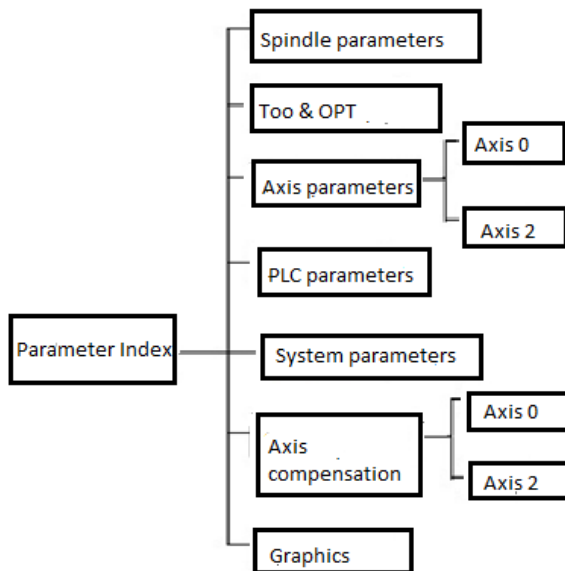 Spindle parameters
Too & OPT
Axis parameters
Axis 0
Axis 2
PLC parameters
Parameter Index
System parameters
Axis
compensation
Axis 0
Axis 2
Graphics